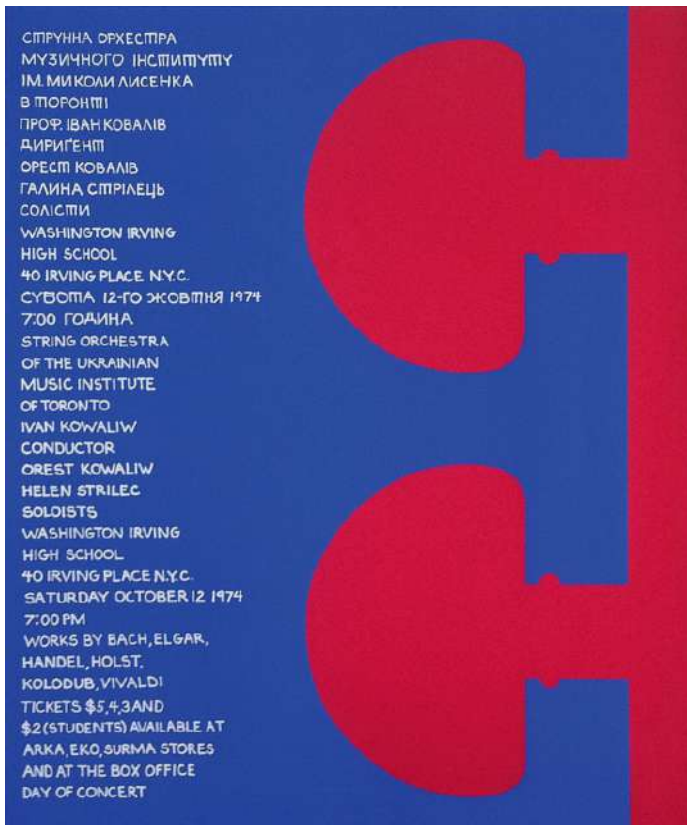 СТРУННА ОРХЕСТРА
МУЗИЧНОГО ІНСТИТУТУ
ІМ. МИКОЛИ ЛИСЕНКА
В ТОРОНТІ
ПРОФ. ІВАН КОВАЛІВ
ДИРИҐЕНТ
ОРЕСТ КОВАЛІВ
ГАЛИНА СТРІЛЕЦЬ
СОЛІСТИ
WASHINGTON IRVING
HIGH SCHOOL
40 IRVING PLACE N.Y.C.
СУБОТА 12-ГО ЖОВТНЯ 1974
7:00 ГОДИНА
STRING ORCHESTRA
OF THE UKRAINIAN
MUSIC INSTITUTE
OF TORONTO
IVAN KOWALIW
CONDUCTOR
OREST KOWALIW
HELEN STRILEC
SOLOISTS
WASHINGTON IRVING
HIGH SCHOOL
40 IRVING PLACE N.Y.C.
SATURDAY OCTOBER 12 1974
7:00 PM
WORKS BY BACH, ELGAR,
HANDEL, HOLST,
KOLODUB, VIVALDI
TICKETS $5,4,3 AND
$2 (STUDENTS) AVAILABLE AT
ARKA, EKO, SURMA STORES
AND AT THE BOX OFFICE
DAY OF CONCERT